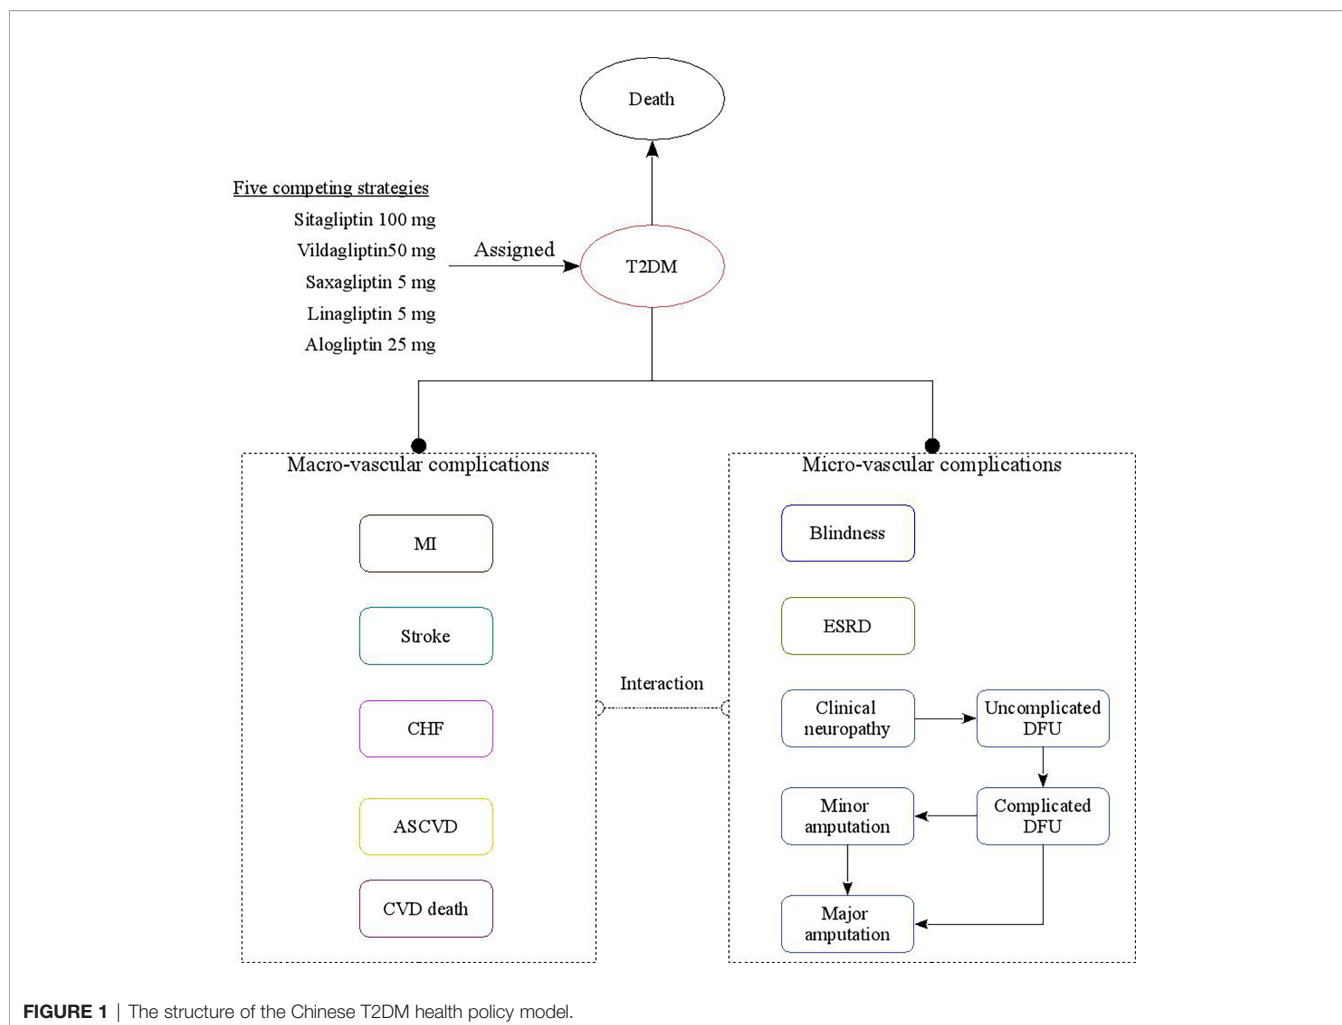 Death
Five competing strategies
Sitagliptin 100 mg
Vildagliptin50 mg
Saxagliptin 5 mg
Linagliptin 5 mg
Alogliptin 25 mg
Assigned
T2DM
Macro-vascular complications
MI
Stroke
CHF
ASCVD
CVD death
Interaction
Micro-vascular complications
Blindness
ESRD
Clinical
neuropathy
Uncomplicated
DFU
Minor
amputation
Complicated
DFU
Major
amputation
FIGURE 1 | The structure of the Chinese T2DM health policy model.